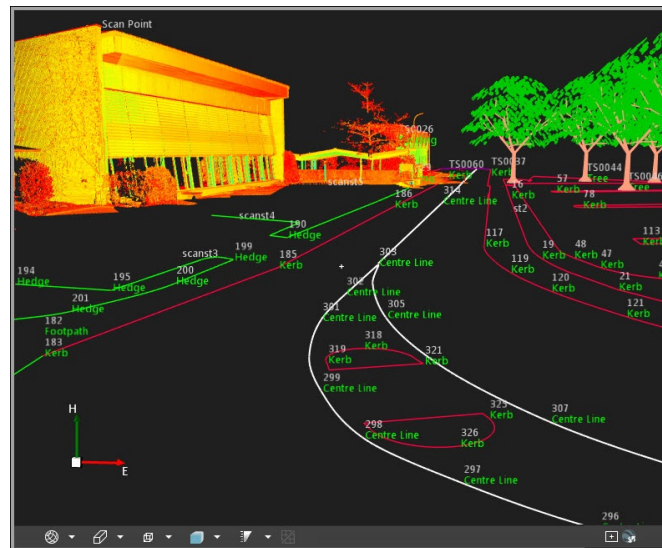 Scan Point
TS0026
TS0060
Kerb
TS0037
Kerb
TS0044
Tree
Tree
scanst5
186
Kerb
314
Centre Line
16
Kerb
st2
57
Kerb
78
Kerb
scanst4
190
Hedge
117
Kerb
113
Kerb
scanst3
199
Hedge
185
Kerb
303
Centre Line
119
Kerb
19
Kerb
48
Kerb
47
Kerb
194
Hedge
195
Hedge
200
Hedge
302
Centre Line
120
Kerb
21
Kerb
201
Hedge
301
Centre Line
305
Centre Line
121
Kerb
182
Footpath
183
Kerb
318
Kerb
319
Kerb
321
Kerb
299
Centre Line
298
Centre Line
325
Kerb
326
Kerb
307
Centre Line
297
Centre Line
296
H
E